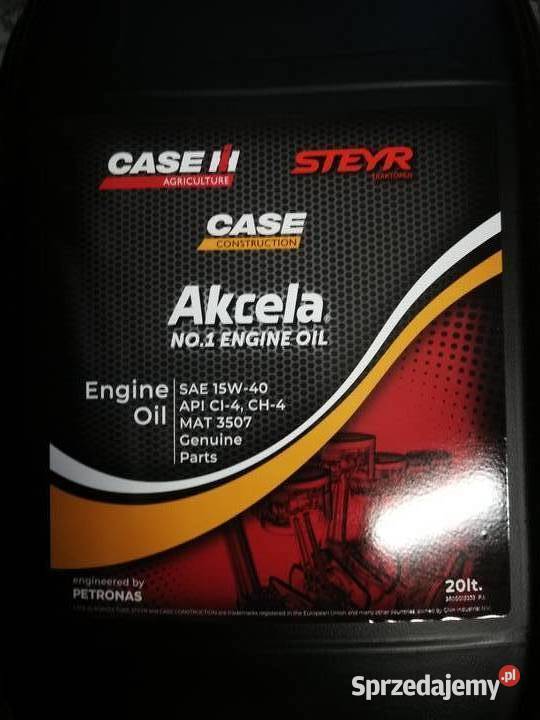 CASE IH
AGRICULTURE
STEYR
TRAKTOREN
CASE
CONSTRUCTION
Akcela
NO.1 ENGINE OIL
Engine
Oil
SAE 15W-40
API CI-4, CH-4
MAT 3507
Genuine
Parts
engineered by
PETRONAS
20lt.
Sprzedajemy.pl